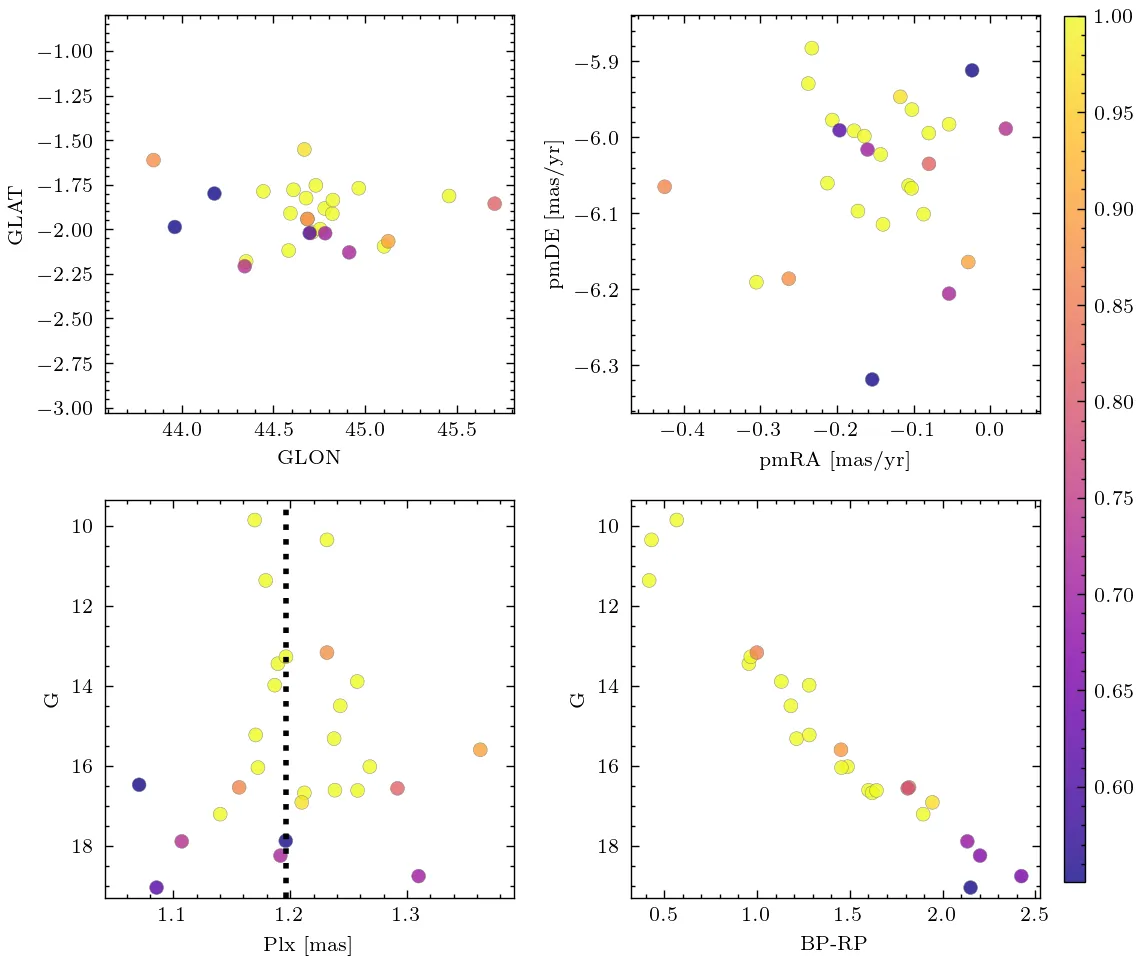 −1.00
−1.25
−1.50
−1.75
−2.00
−2.25
−2.50
−2.75
−3.00
GLAT
44.0 44.5 45.0 45.5
GLON
−5.9
−6.0
−6.1
−6.2
−6.3
pmDE [mas/yr]
−0.4 −0.3 −0.2 −0.1 0.0
pmRA [mas/yr]
10
12
14
16
18
G
1.1 1.2 1.3
Plx [mas]
10
12
14
16
18
G
0.5 1.0 1.5 2.0 2.5
BP-RP
1.00
0.95
0.90
0.85
0.80
0.75
0.70
0.65
0.60